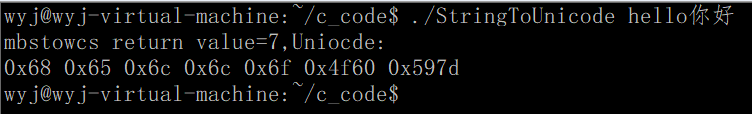 wyj@wyj-virtual-machine:~/c_code$ ./StringToUnicode hello你好
mbstowcs return value=7,Uniocde:
0x68 0x65 0x6c 0x6c 0x6f 0x4f60 0x597d
wyj@wyj-virtual-machine:~/c_code$